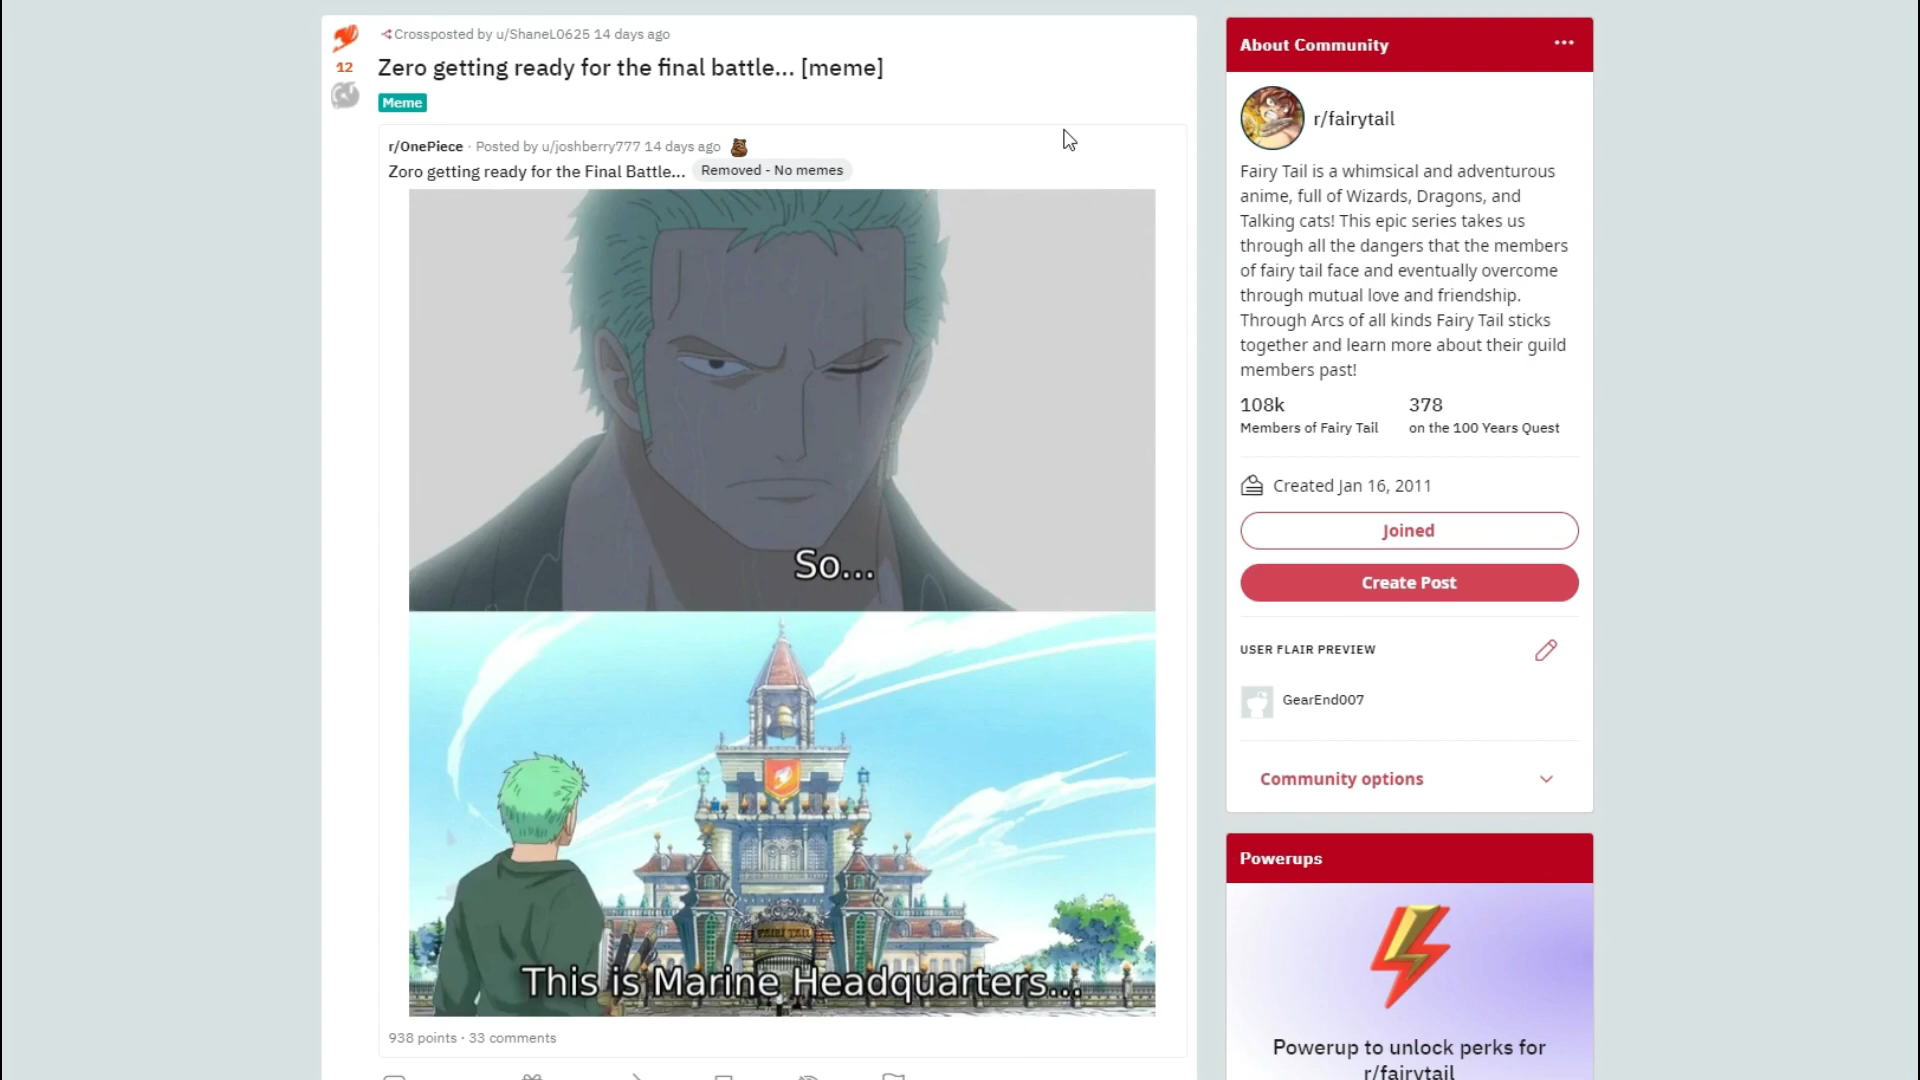 Crossposted by u/ShaneL0625 14 days ago
12
Zero getting ready for the final battle... [meme]
Meme
r/OnePiece · Posted by u/joshberry777 14 days ago
Zoro getting ready for the Final Battle... Removed - No memes
So...
FAIRY TAIL
This is Marine Headquarters...
938 points · 33 comments
About Community
r/fairytail
Fairy Tail is a whimsical and adventurous
anime, full of Wizards, Dragons, and
Talking cats! This epic series takes us
through all the dangers that the members
of fairy tail face and eventually overcome
through mutual love and friendship.
Through Arcs of all kinds Fairy Tail sticks
together and learn more about their guild
members past!
108k 378
Members of Fairy Tail on the 100 Years Quest
Created Jan 16, 2011
Joined
Create Post
USER FLAIR PREVIEW
GearEnd007
Community options
Powerups
Powerup to unlock perks for
r/fairytail